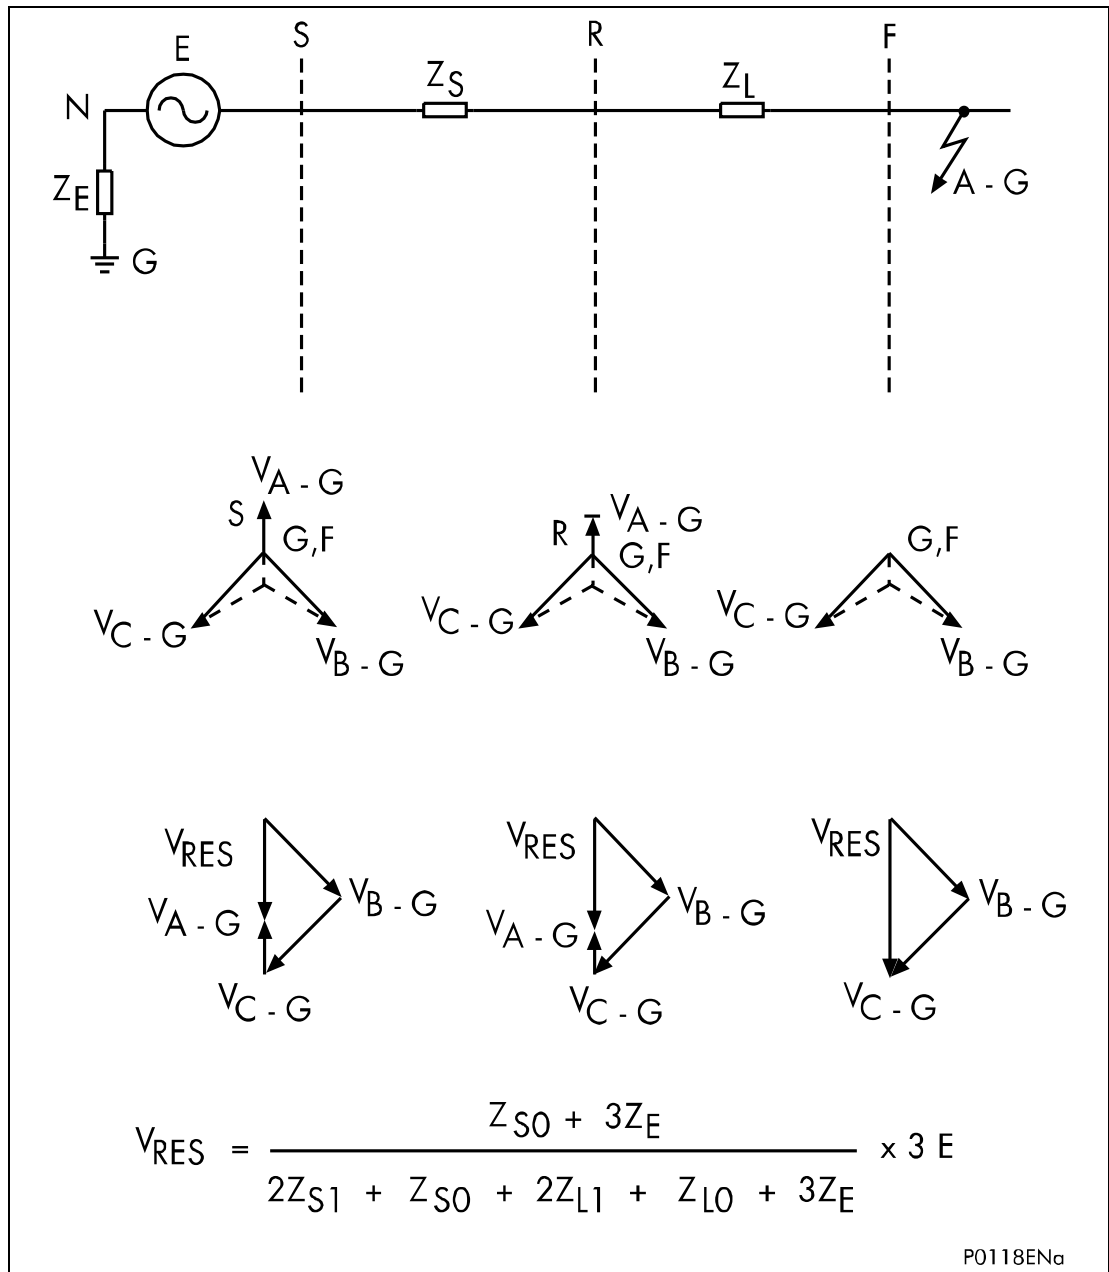 S R F
E
Z_S Z_L
N
Z_E
G
A - G
V_A - G
S G,F
V_C - G
V_B - G
V_A - G
R G,F
V_C - G
V_B - G
G,F
V_C - G
V_B - G
V_RES
V_B - G
V_A - G
V_C - G
V_RES
V_B - G
V_A - G
V_C - G
V_RES
V_B - G
V_C - G
Z_S0 + 3Z_E
V_RES = x 3 E
2Z_S1 + Z_S0 + 2Z_L1 + Z_L0 + 3Z_E
P0118ENa